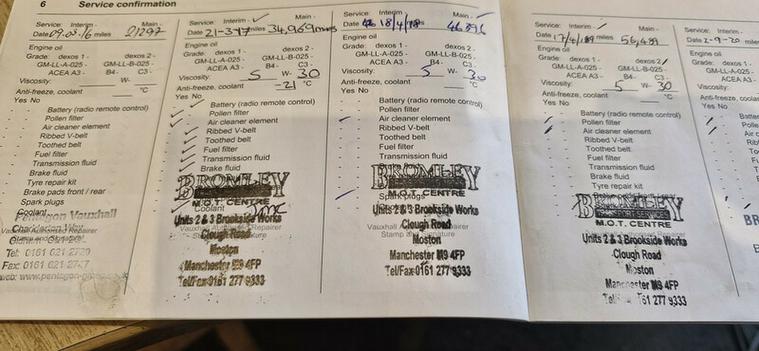 6 Service confirmation
Service: Interim - Main -
Date 09.03.16 miles 21297
Engine oil
Grade: dexos 1 - dexos 2 -
GM-LL-A-025 - GM-LL-B-025 -
ACEA A3 - B4 - C3 -
Viscosity: W-
Anti-freeze, coolant °C
Yes No
Battery (radio remote control)
Pollen filter
Air cleaner element
Ribbed V-belt
Toothed belt
Fuel filter
Transmission fluid
Brake fluid
Tyre repair kit
Brake pads front / rear
Spark plugs
Coolant
Pentagon Vauxhall
Tel: 0161 621
Fax: 0161 621
Service: Interim - Main -
Date 21-3-17 miles 34,969
Engine oil
Grade: dexos 1 - dexos 2 -
GM-LL-A-025 - GM-LL-B-025 -
ACEA A3 - B4 - C3 -
Viscosity: 5 W- 30
Anti-freeze, coolant -21 °C
Yes No
Battery (radio remote control)
Pollen filter
Air cleaner element
Ribbed V-belt
Toothed belt
Fuel filter
Transmission fluid
Brake fluid
BROMLEY
M.O.T. CENTRE
Coolant
Units 2 & 3 Brookside Works
Clough Road
Moston
Manchester M9 4FP
Tel/Fax 0161 277 9333
Service: Interim - Main -
Date 18/4/18 miles
Engine oil
Grade: dexos 1 - dexos 2 -
GM-LL-A-025 - GM-LL-B-025 -
ACEA A3 - B4 - C3 -
Viscosity: 5 W- 30
Anti-freeze, coolant °C
Yes No
Battery (radio remote control)
Pollen filter
Air cleaner element
Ribbed V-belt
Toothed belt
Fuel filter
Transmission fluid
BROMLEY
M.O.T. CENTRE
Spark plugs
Units 2 & 3 Brookside Works
Clough Road
Moston
Manchester M9 4FP
Tel/Fax 0161 277 9333
Service: Interim - Main -
Date miles
Engine oil
Grade: dexos 1 - dexos 2
GM-LL-A-025 - GM-LL-B-025 -
ACEA A3 - B4 - C3 -
Viscosity: 5 W- 30
Anti-freeze, coolant °C
Yes No
Battery (radio remote control)
Pollen filter
Air cleaner element
Ribbed V-belt
Toothed belt
Fuel filter
Transmission fluid
Brake fluid
Tyre repair kit
BROMLEY
TRANSPORT SERVICES
M.O.T. CENTRE
Units 2 & 3 Brookside Works
Clough Road
Moston
Manchester M9 4FP
161 277 9333
Service: Inte
Date 2-9-20 mi
Engine oil
Grade: dexos
GM-LL-A-
ACE
Viscosity:
Anti-freeze
Yes No
BR